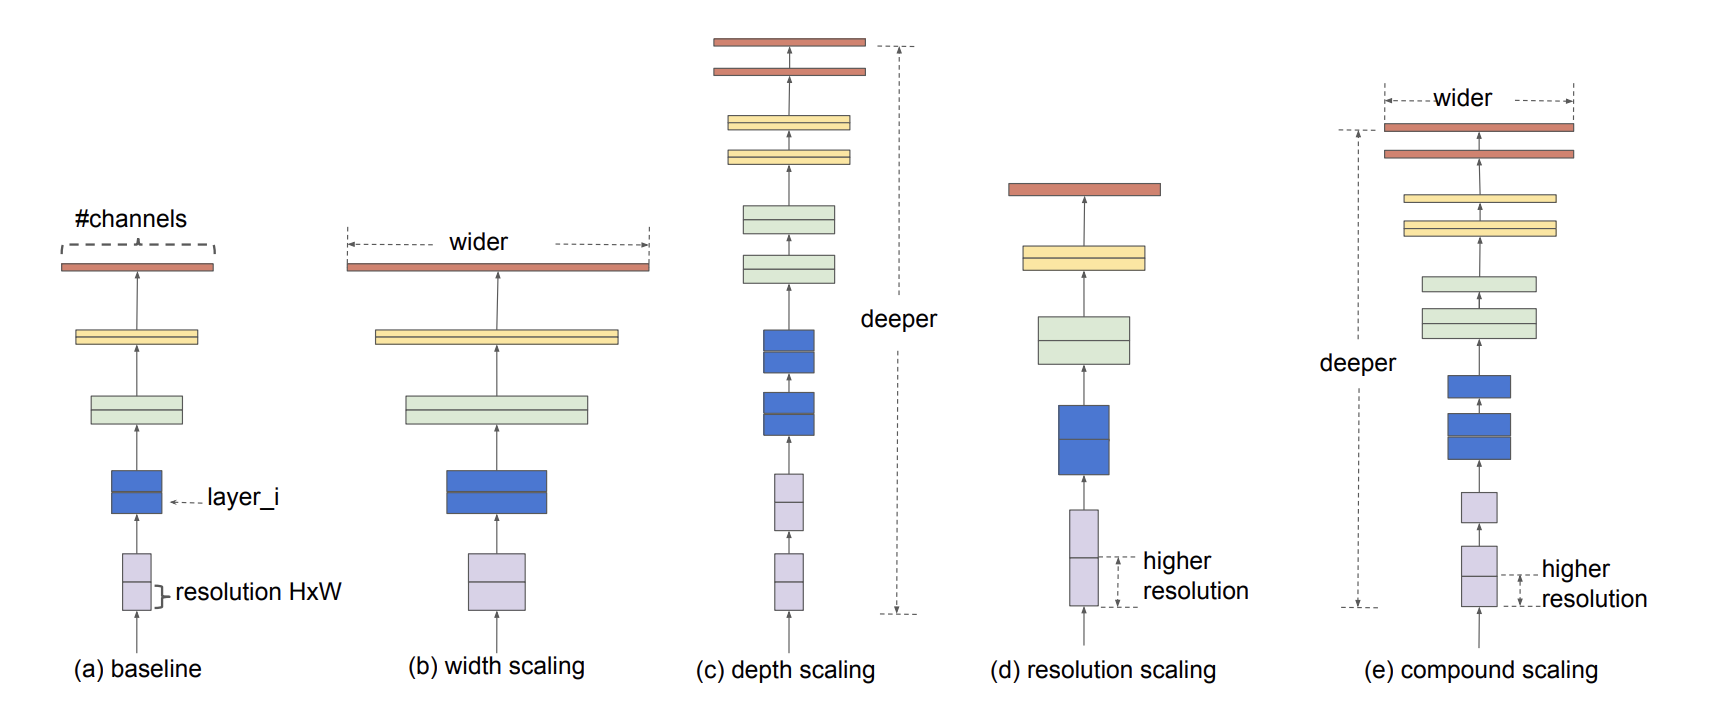 #channels
layer_i
resolution HxW
(a) baseline
wider
(b) width scaling
deeper
(c) depth scaling
higher
resolution
(d) resolution scaling
wider
deeper
higher
resolution
(e) compound scaling